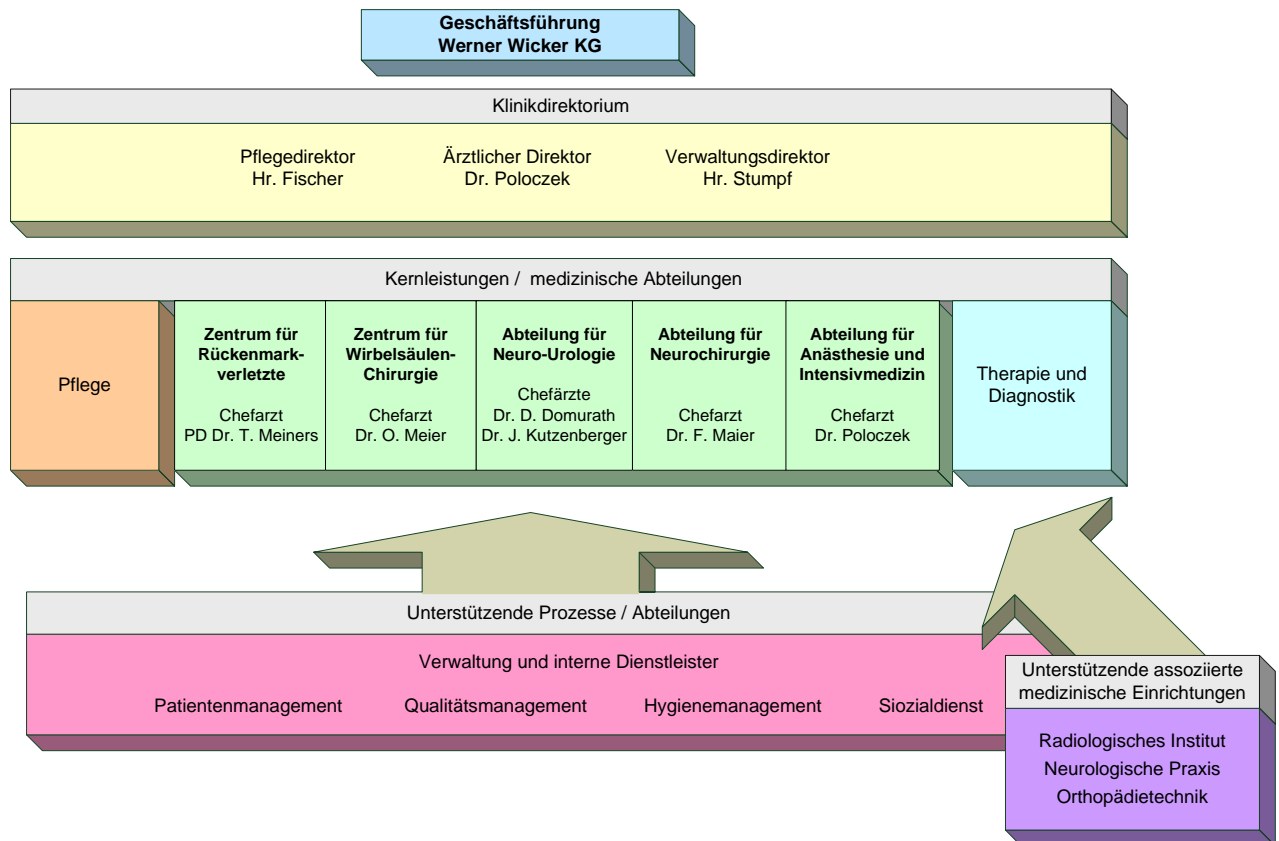 Geschäftsführung
Werner Wicker KG
Klinikdirektorium
Pflegedirektor
Hr. Fischer
Ärztlicher Direktor
Dr. Poloczek
Verwaltungsdirektor
Hr. Stumpf
Kernleistungen / medizinische Abteilungen
Pflege
Zentrum für
Rückenmark-
verletzte
Chefarzt
PD Dr. T. Meiners
Zentrum für
Wirbelsäulen-
Chirurgie
Chefarzt
Dr. O. Meier
Abteilung für
Neuro-Urologie
Chefärzte
Dr. D. Domurath
Dr. J. Kutzenberger
Abteilung für
Neurochirurgie
Chefarzt
Dr. F. Maier
Abteilung für
Anästhesie und
Intensivmedizin
Chefarzt
Dr. Poloczek
Therapie und
Diagnostik
Unterstützende Prozesse / Abteilungen
Verwaltung und interne Dienstleister
Patientenmanagement
Qualitätsmanagement
Hygienemanagement
Siozialdienst
Unterstützende assoziierte
medizinische Einrichtungen
Radiologisches Institut
Neurologische Praxis
Orthopädietechnik